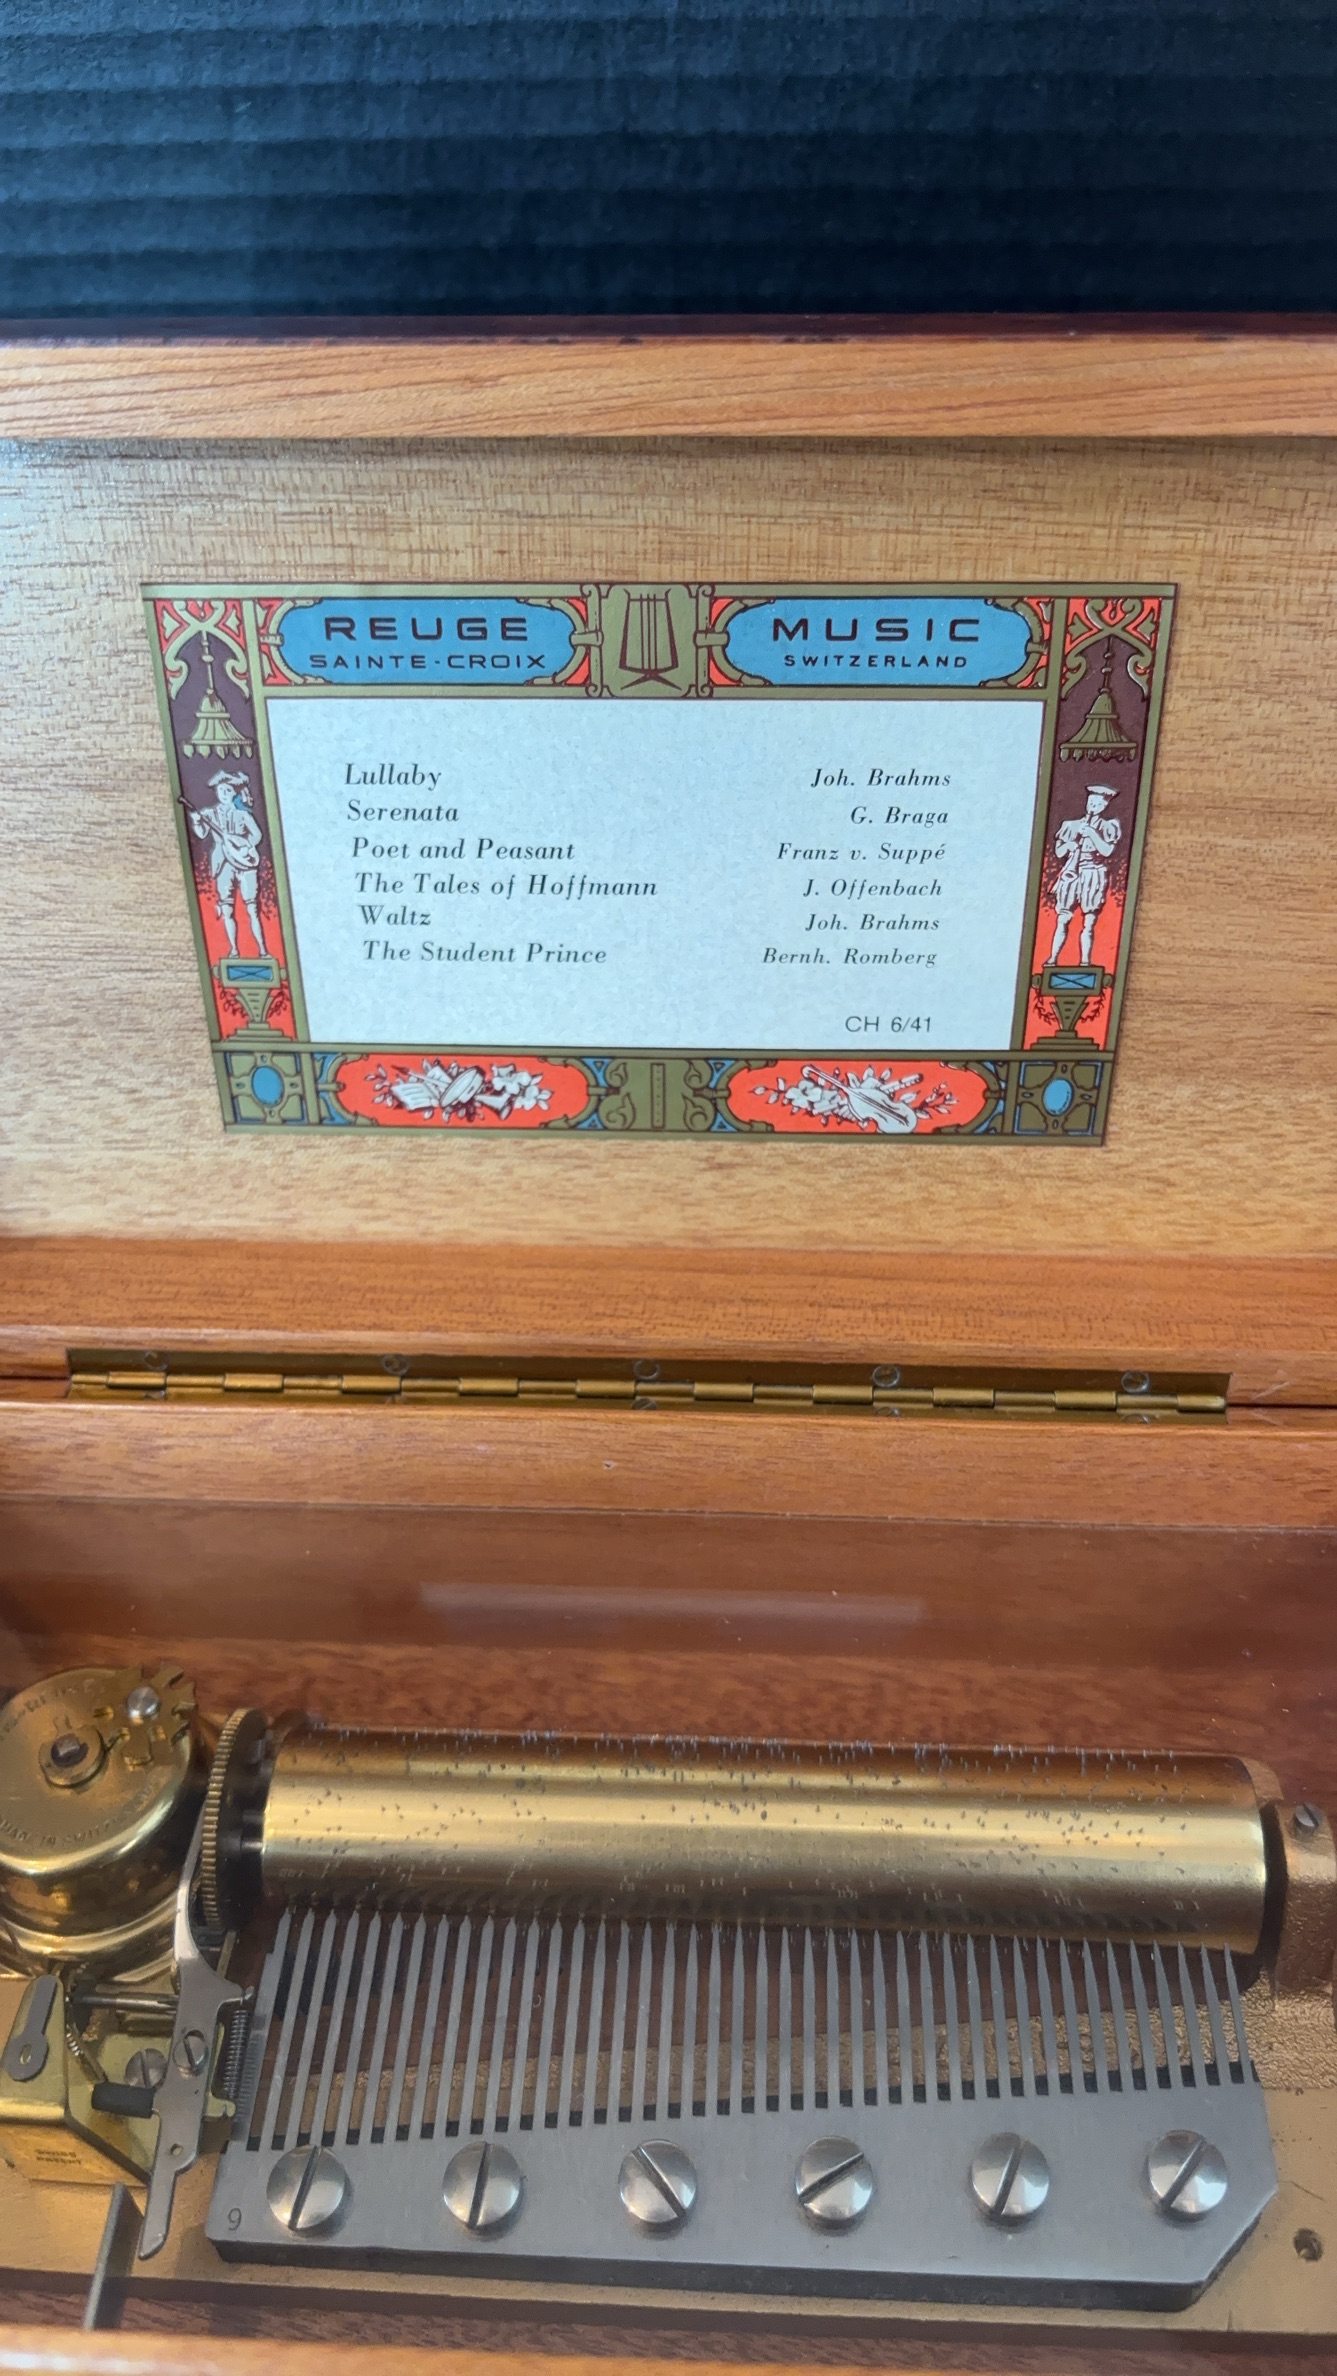 REUGE MUSIC
SAINTE-CROIX SWITZERLAND
Lullaby Joh. Brahms
Serenata G. Braga
Poet and Peasant Franz v. Suppé
The Tales of Hoffmann J. Offenbach
Waltz Joh. Brahms
The Student Prince Bernh. Romberg
CH 6/41
9